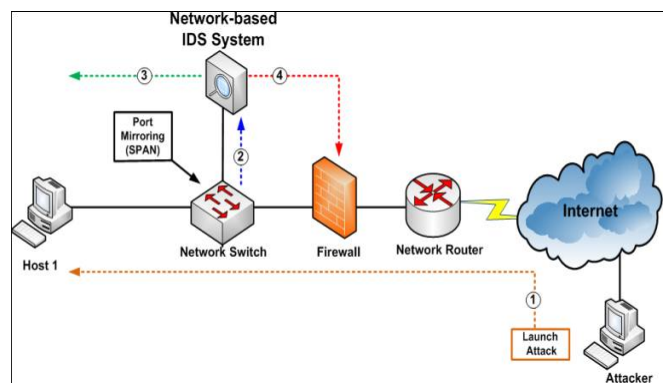 Network-based
IDS System
3
4
Port
Mirroring
(SPAN)
2
Internet
Host 1
Network Switch
Firewall
Network Router
1
Launch
Attack
Attacker